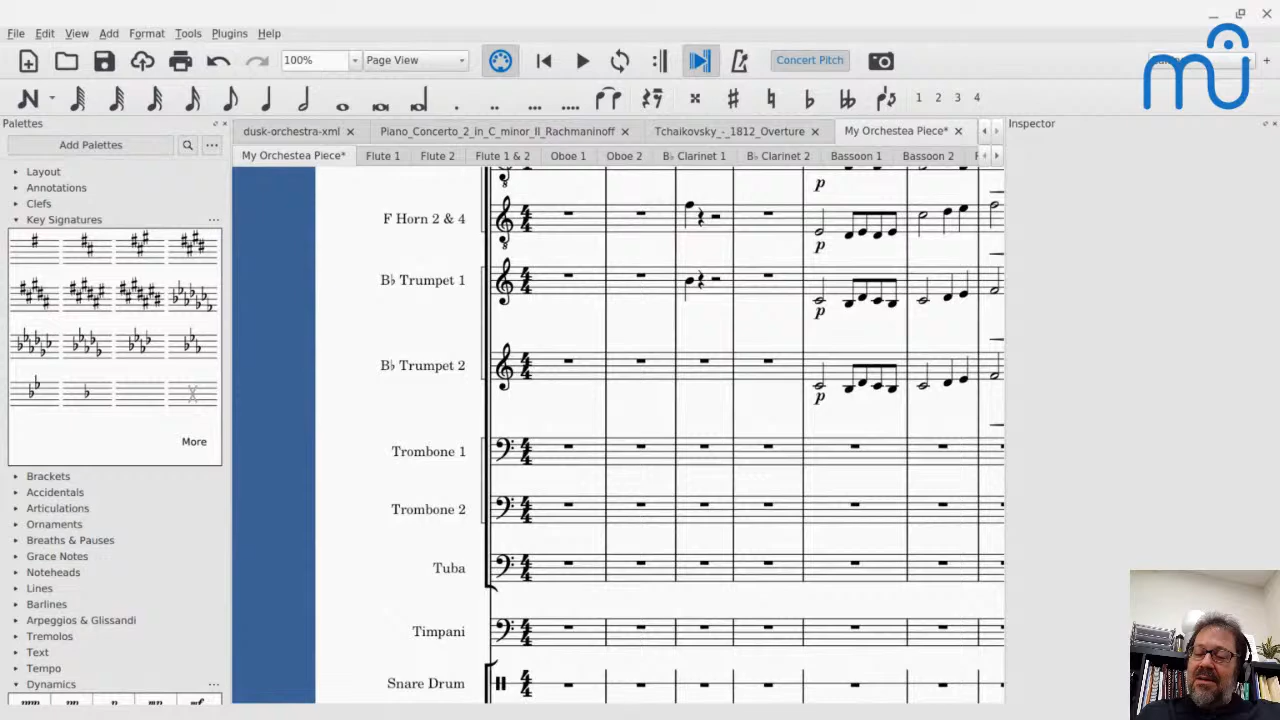 File Edit View Add Format Tools Plugins Help
100% Page View Concert Pitch
1 2 3 4
Palettes
Inspector
dusk-orchestra-xml Piano_Concerto_2_in_C_minor_II_Rachmaninoff Tchaikovsky_-_1812_Overture My Orchestra Piece*
Add Palettes
My Orchestea Piece* Flute 1 Flute 2 Flute 1 & 2 Oboe 1 Oboe 2 B♭ Clarinet 1 B♭ Clarinet 2 Bassoon 1 Bassoon 2
Layout
Annotations
Clefs
Key Signatures
More
Brackets
Accidentals
Articulations
Ornaments
Breaths & Pauses
Grace Notes
Noteheads
Lines
Barlines
Arpeggios & Glissandi
Tremolos
Text
Tempo
Dynamics
p
F Horn 2 & 4
p
B♭ Trumpet 1
p
B♭ Trumpet 2
p
Trombone 1
Trombone 2
Tuba
Timpani
Snare Drum
mu